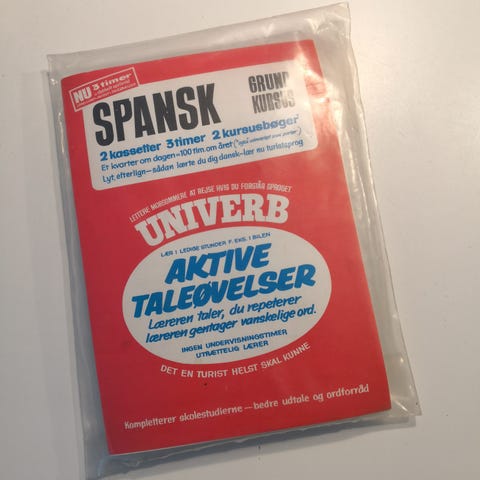 NU 3 timer
SPANSK
GRUND
KURSUS
2 kassetter 3 timer 2 kursusbøger
Et kvarter om dagen=100 tim om året
Lyt, efterlign—sådan lærte du dig dansk—lær nu turistsprog
LETTERE MORSOMMERE AT REJSE HVIS DU FORSTÅR SPROGET
UNIVERB
LÆR I LEDIGE STUNDER F. EKS. I BILEN
AKTIVE
TALEØVELSER
Læreren taler, du repeterer
læreren gentager vanskelige ord.
INGEN UNDERVISNINGSTIMER
UTRÆTTELIG LÆRER
DET EN TURIST HELST SKAL KUNNE
Kompletterer skolestudierne—bedre udtale og ordforråd